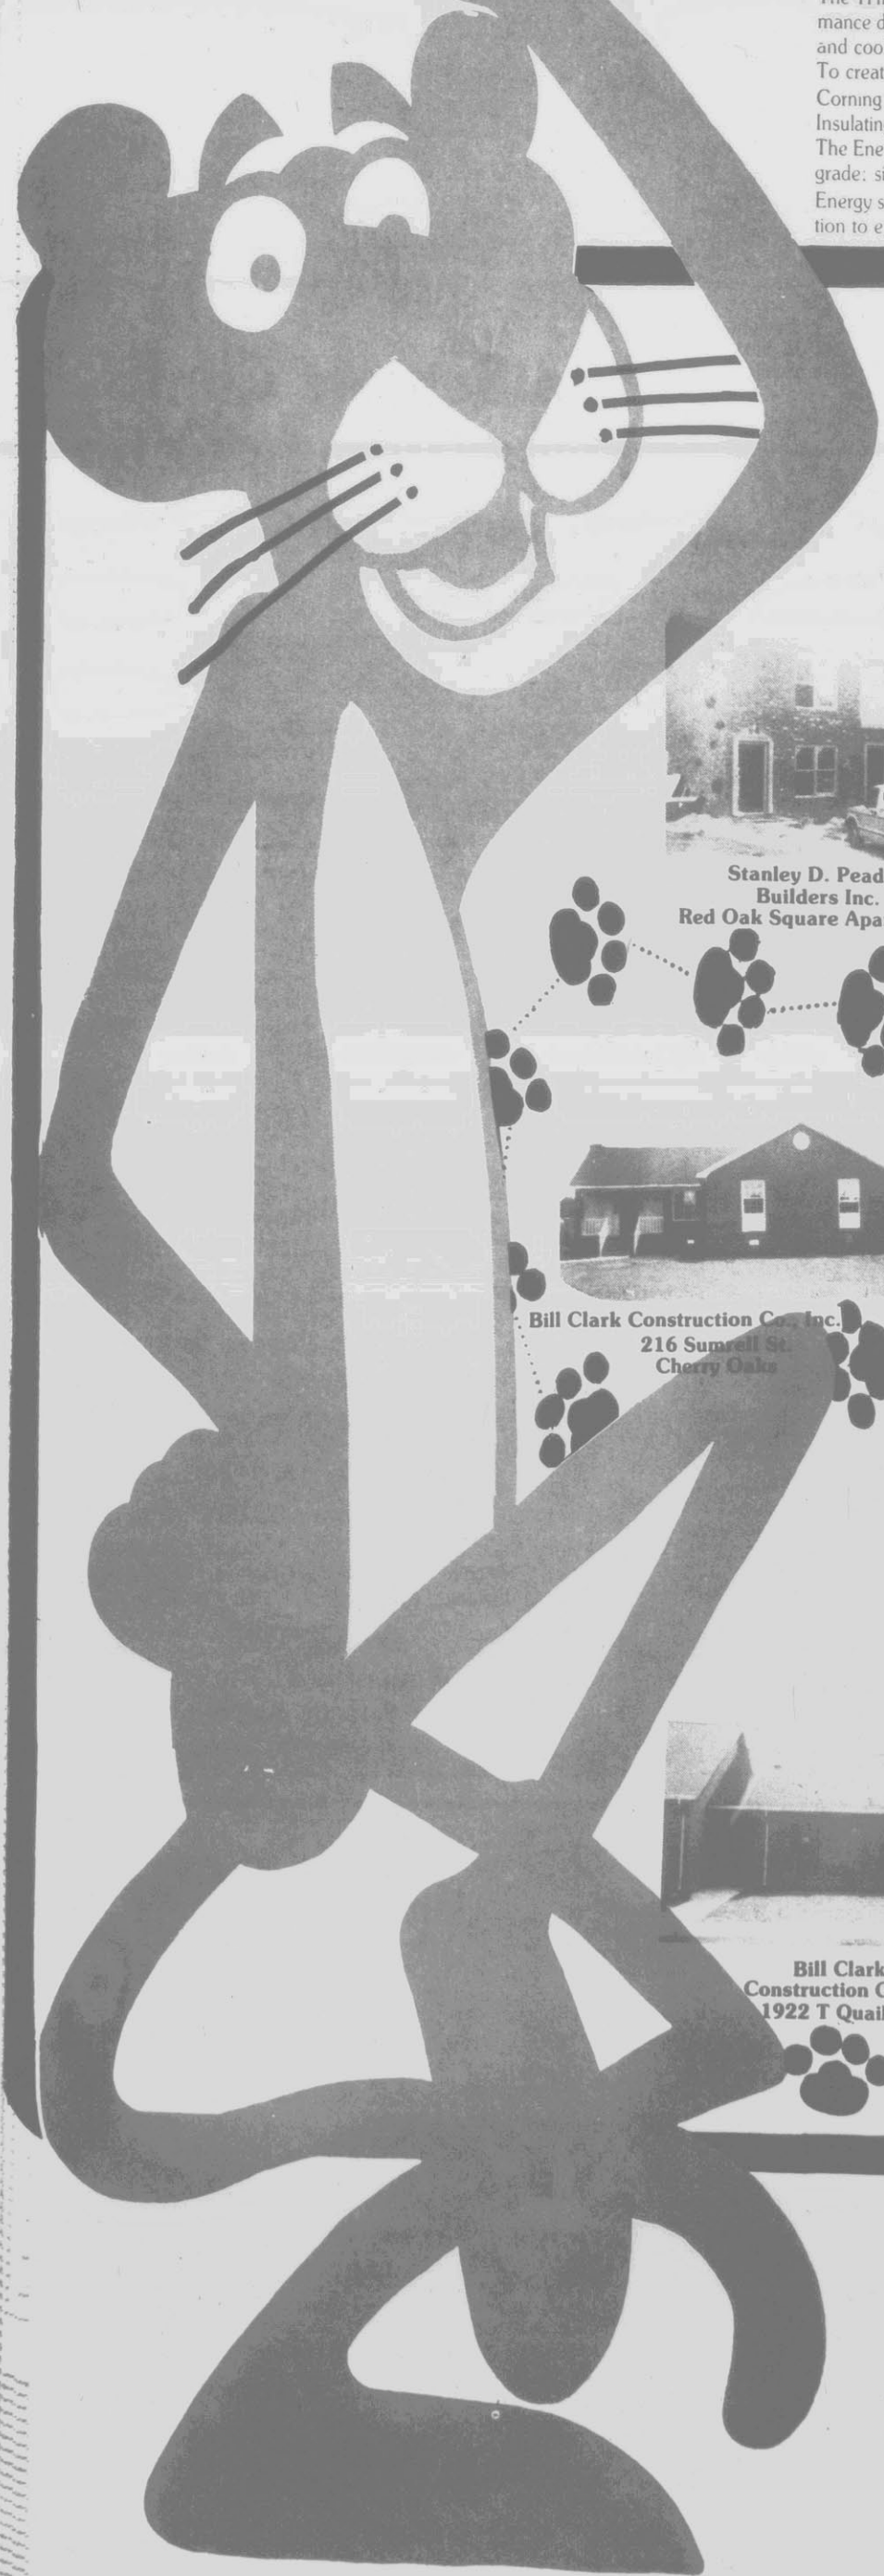 mance d
and coo
To creat
Corning
Insulatin
The Ene
grade: si
Energy s
tion to e
Stanley D. Pead
Builders Inc.
Red Oak Square Apa
Bill Clark Construction Co., Inc.
216 Sumrell St.
Cherry Oaks
Bill Clark
Construction C
1922 T Quail